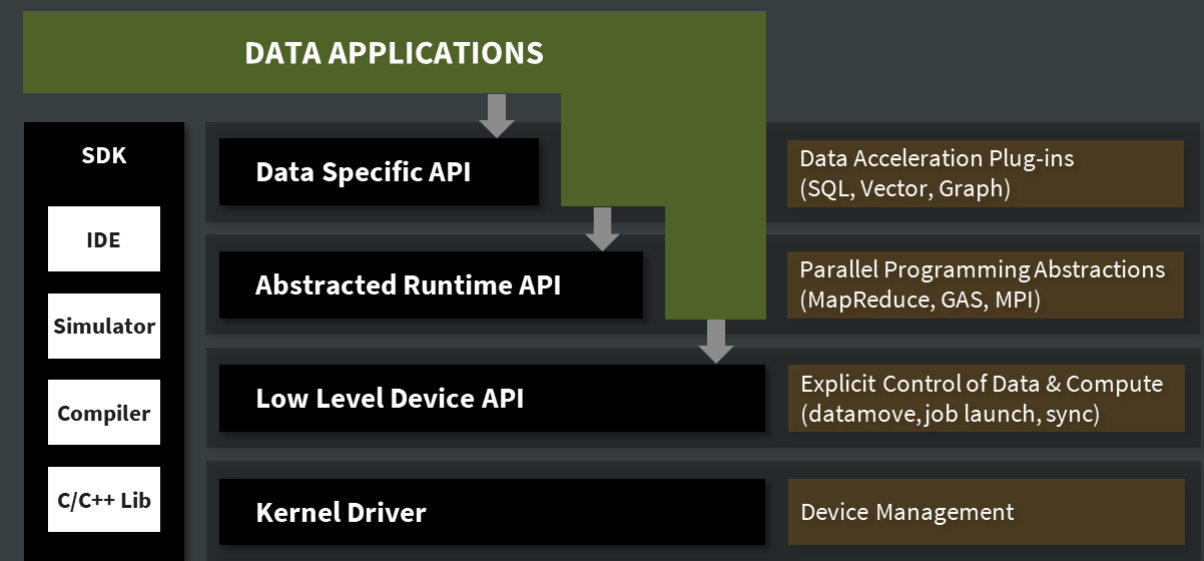 DATA APPLICATIONS
SDK
IDE
Simulator
Compiler
C/C++ Lib
Data Specific API
Data Acceleration Plug-ins
(SQL, Vector, Graph)
Abstracted Runtime API
Parallel Programming Abstractions
(MapReduce, GAS, MPI)
Low Level Device API
Explicit Control of Data & Compute
(datamove, job launch, sync)
Kernel Driver
Device Management